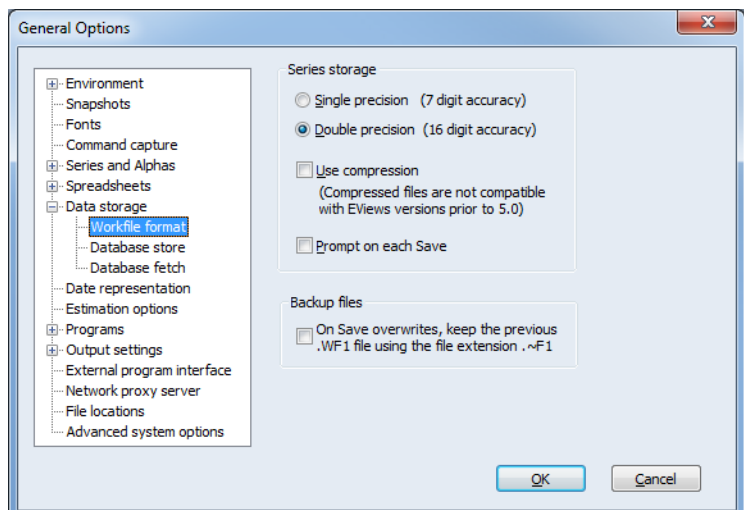 General Options
Environment
Snapshots
Fonts
Command capture
Series and Alphas
Spreadsheets
Data storage
Workfile format
Database store
Database fetch
Date representation
Estimation options
Programs
Output settings
External program interface
Network proxy server
File locations
Advanced system options
Series storage
Single precision (7 digit accuracy)
Double precision (16 digit accuracy)
Use compression
(Compressed files are not compatible
with EViews versions prior to 5.0)
Prompt on each Save
Backup files
On Save overwrites, keep the previous
.WF1 file using the file extension .~F1
OK
Cancel